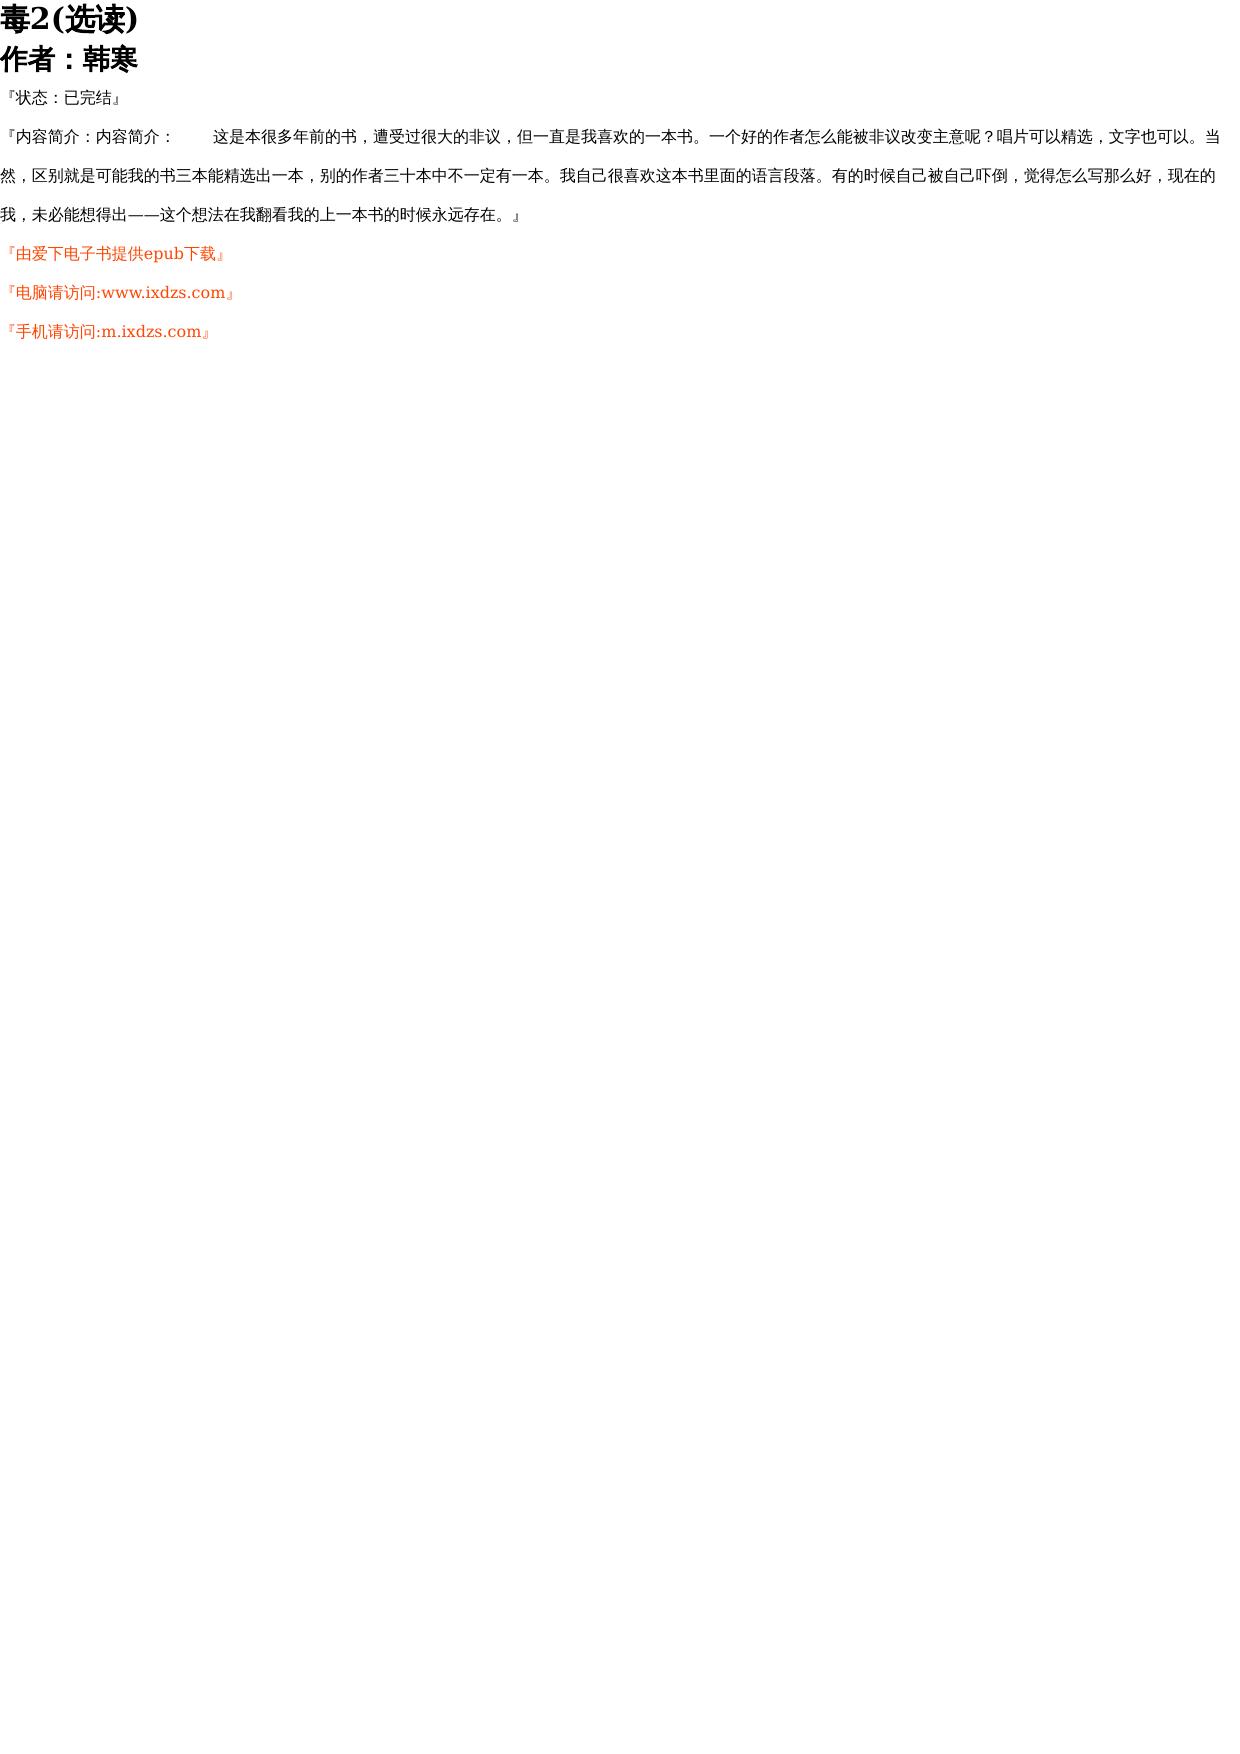 毒2(选读)
作者：韩寒
『状态：已完结』
『内容简介：内容简介： 这是本很多年前的书，遭受过很大的非议，但一直是我喜欢的一本书。一个好的作者怎么能被非议改变主意呢？唱片可以精选，文字也可以。当
然，区别就是可能我的书三本能精选出一本，别的作者三十本中不一定有一本。我自己很喜欢这本书里面的语言段落。有的时候自己被自己吓倒，觉得怎么写那么好，现在的
我，未必能想得出——这个想法在我翻看我的上一本书的时候永远存在。』
『由爱下电子书提供epub下载』
『电脑请访问:www.ixdzs.com』
『手机请访问:m.ixdzs.com』